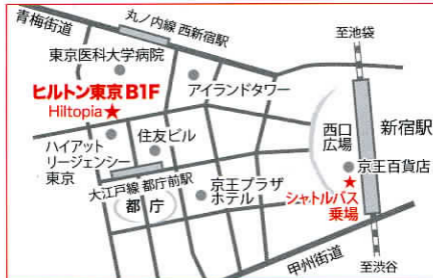 青梅街道
丸ノ内線 西新宿駅
至池袋
東京医科大学病院
ヒルトン東京B1F
Hiltopia★
アイランドタワー
新宿駅
西口
広場
ハイアット
リージェンシー
東京
住友ビル
京王百貨店
大江戸線 都庁前駅
都庁
京王プラザ
ホテル
★
シャトルバス
乗場
甲州街道
至渋谷